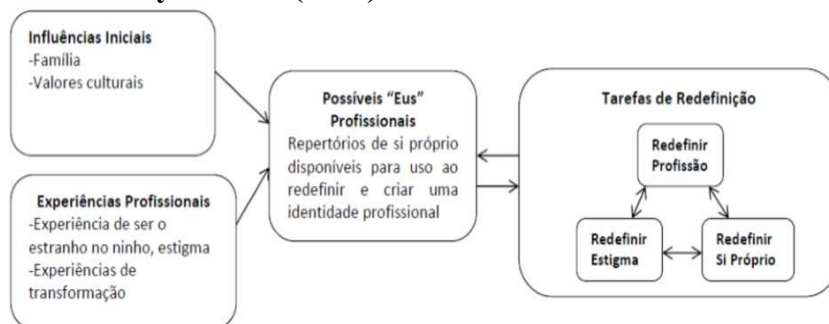 Influências Iniciais
-Família
-Valores culturais
Experiências Profissionais
-Experiência de ser o
estranho no ninho, estigma
-Experiências de
transformação
Possíveis “Eus”
Profissionais
Repertórios de si próprio
disponíveis para uso ao
redefinir e criar uma
identidade profissional
Tarefas de Redefinição
Redefinir
Profissão
Redefinir
Estigma
Redefinir
Si Próprio